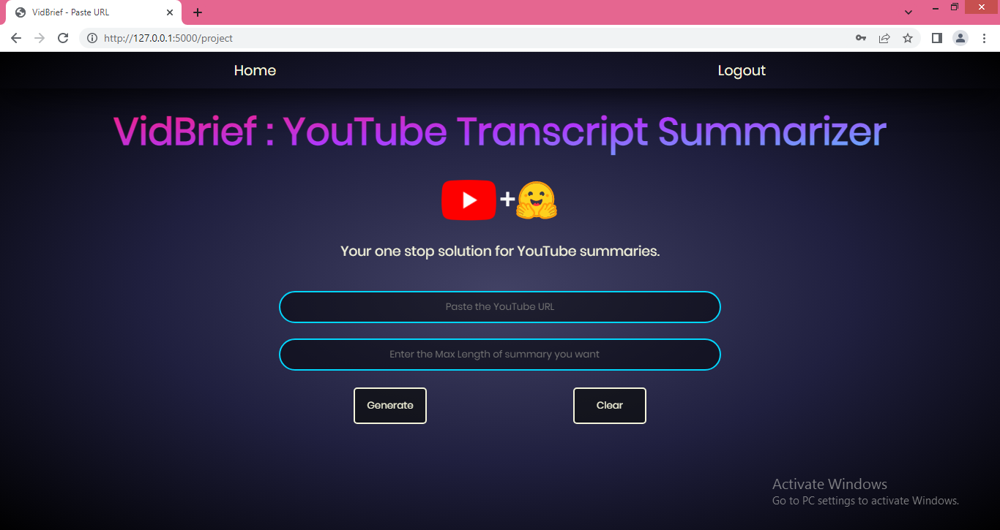 VidBrief - Paste URL
http://127.0.0.1:5000/project
Home Logout
VidBrief : YouTube Transcript Summarizer
+
Your one stop solution for YouTube summaries.
Paste the YouTube URL
Enter the Max Length of summary you want
Generate Clear
Activate Windows
Go to PC settings to activate Windows.